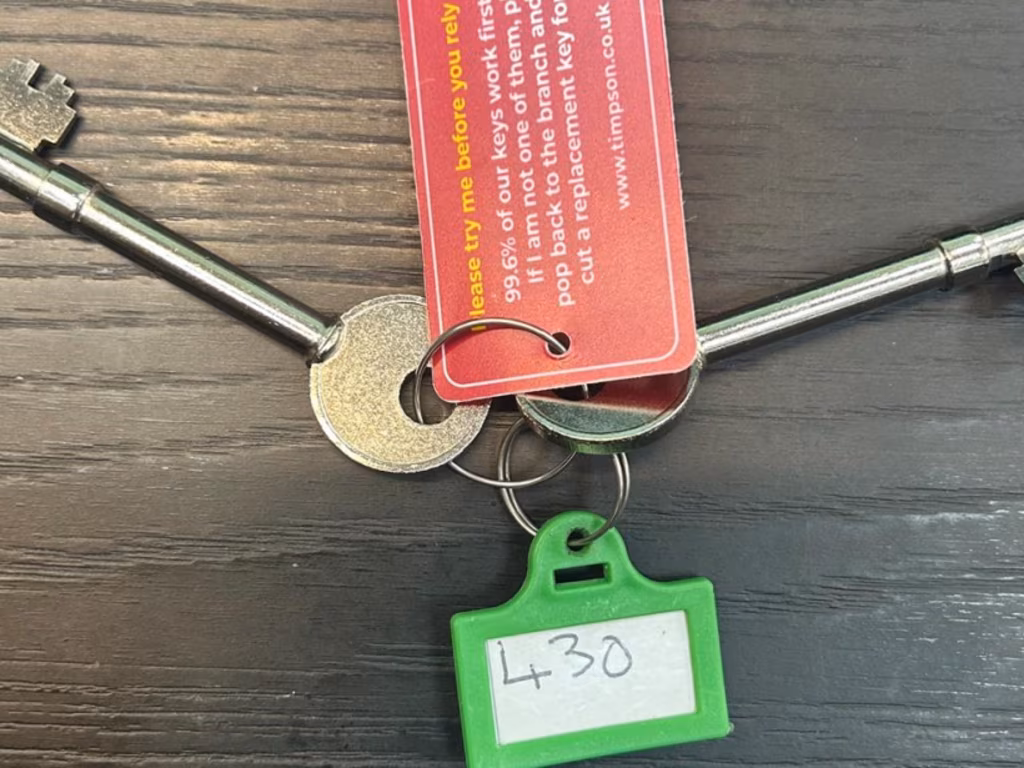 Please try me before you rely
99.6% of our keys work first
If I am not one of them, p
pop back to the branch and
cut a replacement key fo
www.timpson.co.uk
430